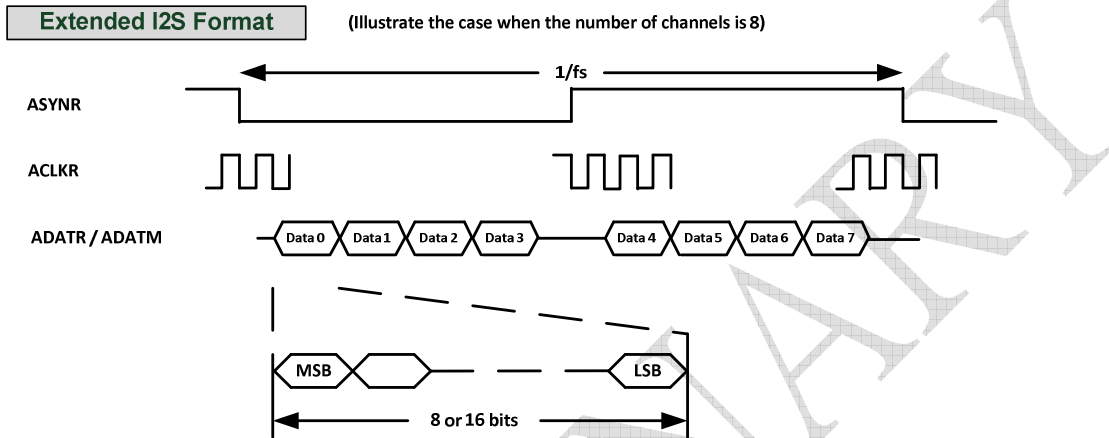 Extended I2S Format
(Illustrate the case when the number of channels is 8)
1/fs
ASYNR
ACLKR
ADATR / ADATM
Data 0 Data 1 Data 2 Data 3 Data 4 Data 5 Data 6 Data 7
MSB LSB
8 or 16 bits